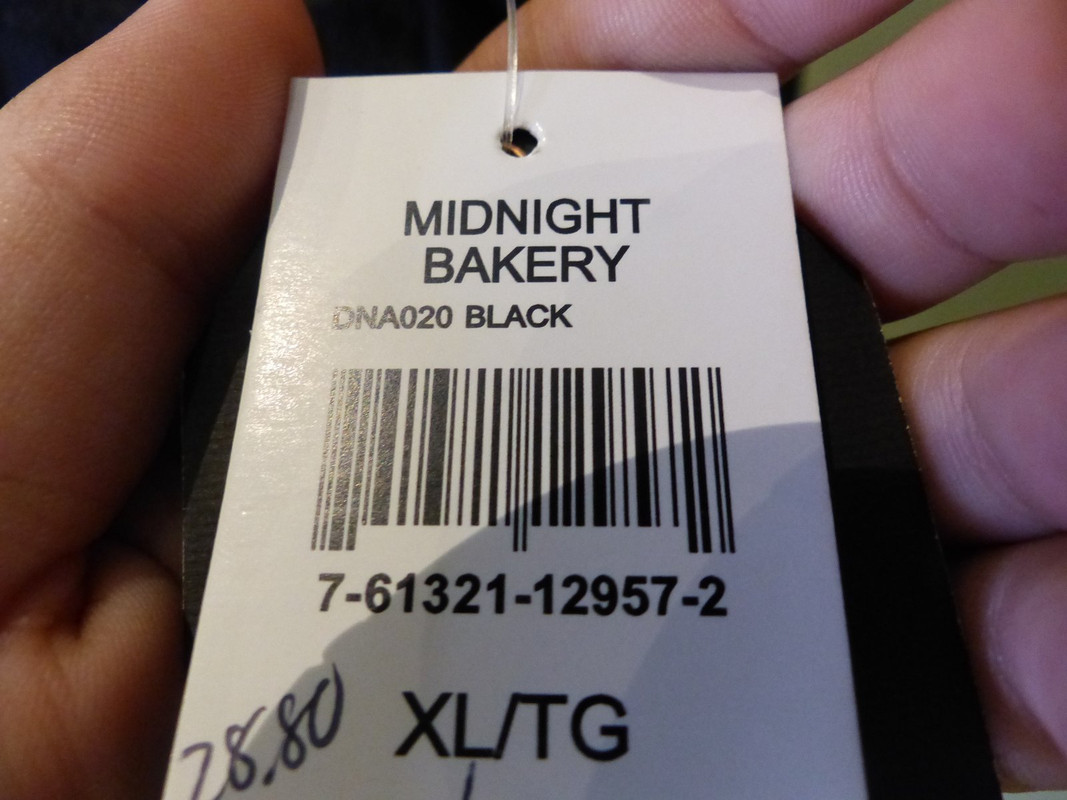 MIDNIGHT
BAKERY
DNA020 BLACK
7-61321-12957-2
XL/TG
28.80